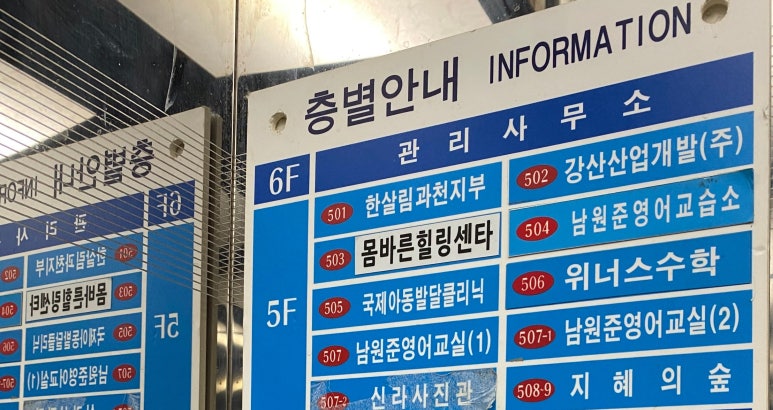 층별안내 INFORMATION
6F 관리사무소
5F
501 한살림과천지부 502 강산산업개발(주)
503 몸바른힐링센타 504 남원준영어교습소
505 국제아동발달클리닉 506 위너스수학
507 남원준영어교실(1) 507-1 남원준영어교실(2)
507-2 신라사진관 508-9 지혜의숲